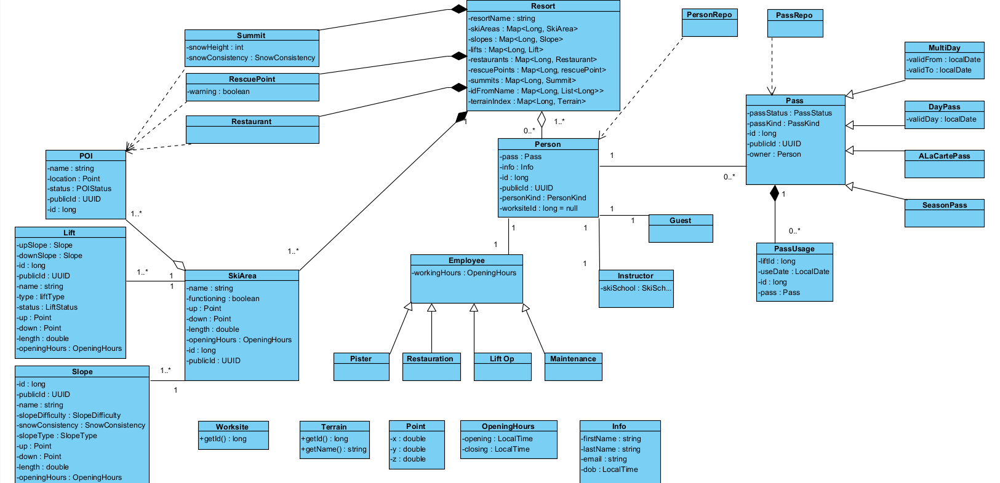 Resort
-resortName : string
-skiAreas : Map<Long, SkiArea>
-slopes : Map<Long, Slope>
-lifts : Map<Long, Lift>
-restaurants : Map<Long, Restaurant>
-rescuePoints : Map<Long, rescuePoint>
-summits : Map<Long, Summit>
-idFromName : Map<Long, List<Long>>
-terrainIndex : Map<Long, Terrain>
PersonRepo
PassRepo
Summit
-snowHeight : int
-snowConsistency : SnowConsistency
RescuePoint
-warning : boolean
Restaurant
MultiDay
-validFrom : localDate
-validTo : localDate
DayPass
-validDay : localDate
ALaCartePass
SeasonPass
Pass
-passStatus : PassStatus
-passKind : PassKind
-id : long
-publicId : UUID
-owner : Person
1
1..*
0..*
Person
-pass : Pass
-info : Info
-id : long
-publicId : UUID
-personKind : PersonKind
-worksiteId : long = null
1
0..*
1
0..*
1
1
Guest
1
1
1
1
POI
-name : string
-location : Point
-status : POIStatus
-publicId : UUID
-id : long
1..*
Lift
-upSlope : Slope
-downSlope : Slope
-id : long
-publicId : UUID
-name : string
-type : liftType
-status : LiftStatus
-up : Point
-down : Point
-length : double
-openingHours : OpeningHours
1..*
1
1
1..*
SkiArea
-name : string
-functioning : boolean
-up : Point
-down : Point
-length : double
-openingHours : OpeningHours
-id : long
-publicId : UUID
Employee
-workingHours : OpeningHours
Instructor
-skiSchool : SkiSch...
PassUsage
-liftId : long
-useDate : LocalDate
-id : long
-pass : Pass
Pister
Restauration
Lift Op
Maintenance
1..*
1
Slope
-id : long
-publicId : UUID
-name : string
-slopeDifficulty : SlopeDifficulty
-snowConsistency : SnowConsistency
-slopeType : SlopeType
-up : Point
-down : Point
-length : double
-openingHours : OpeningHours
Worksite
+getId() : long
Terrain
+getId() : long
+getName() : string
Point
-x : double
-y : double
-z : double
OpeningHours
-opening : LocalTime
-closing : LocalTime
Info
-firstName : string
-lastName : string
-email : string
-dob : LocalTime